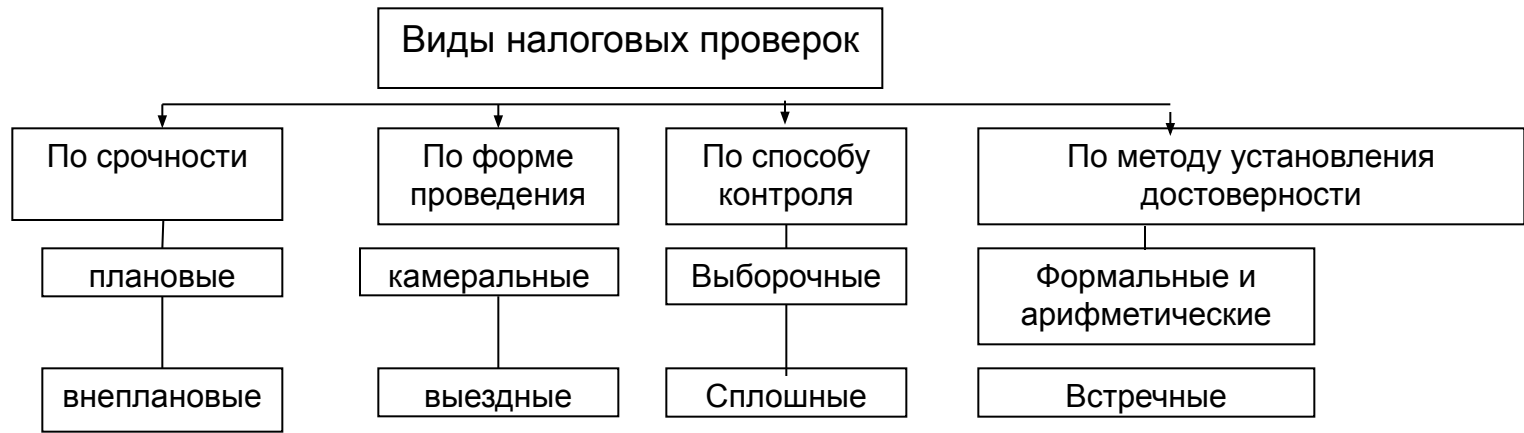 Виды налоговых проверок
По срочности
По форме
проведения
По способу
контроля
По методу установления
достоверности
плановые
камеральные
Выборочные
Формальные и
арифметические
внеплановые
выездные
Сплошные
Встречные